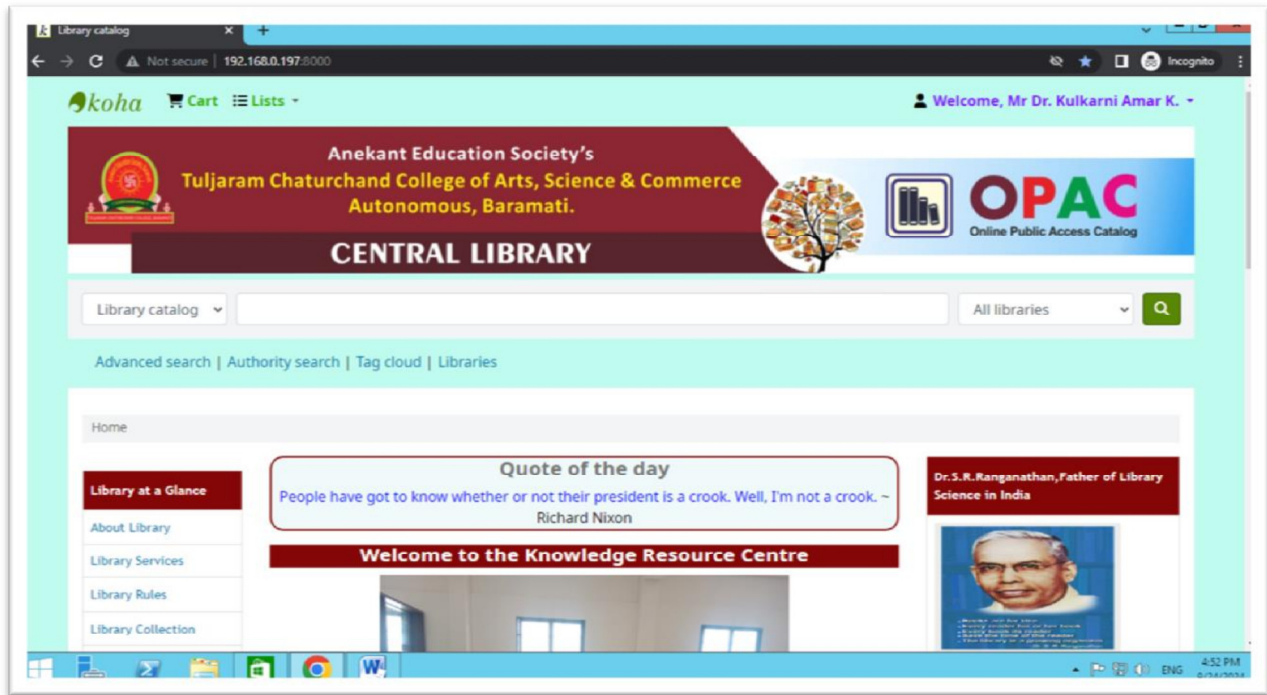 Library catalog
Not secure | 192.168.0.197:8000
Incognito
koha Cart Lists
Welcome, Mr Dr. Kulkarni Amar K.
Anekant Education Society's
Tuljaram Chaturchand College of Arts, Science & Commerce
Autonomous, Baramati.
CENTRAL LIBRARY
OPAC
Online Public Access Catalog
Library catalog
All libraries
Advanced search | Authority search | Tag cloud | Libraries
Home
Library at a Glance
About Library
Library Services
Library Rules
Library Collection
Quote of the day
People have got to know whether or not their president is a crook. Well, I'm not a crook. ~
Richard Nixon
Welcome to the Knowledge Resource Centre
Dr.S.R.Ranganathan,Father of Library
Science in India
ENG
4:52 PM